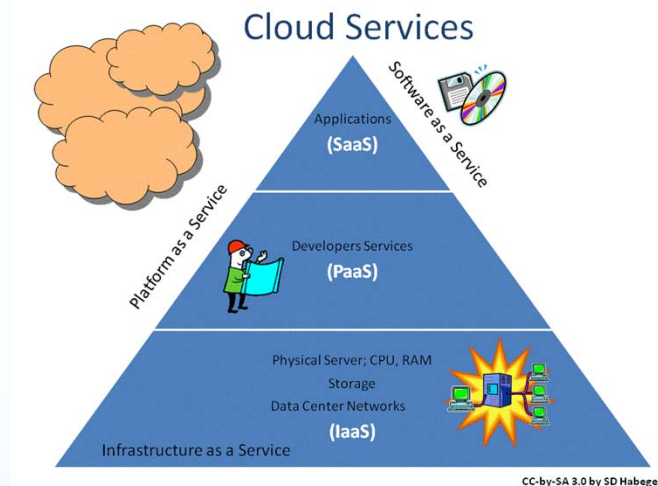 Cloud Services
Software as a Service
Applications
(SaaS)
Platform as a Service
Developers Services
(PaaS)
Physical Server; CPU, RAM
Storage
Data Center Networks
(IaaS)
Infrastructure as a Service
CC-by-SA 3.0 by SD Habege